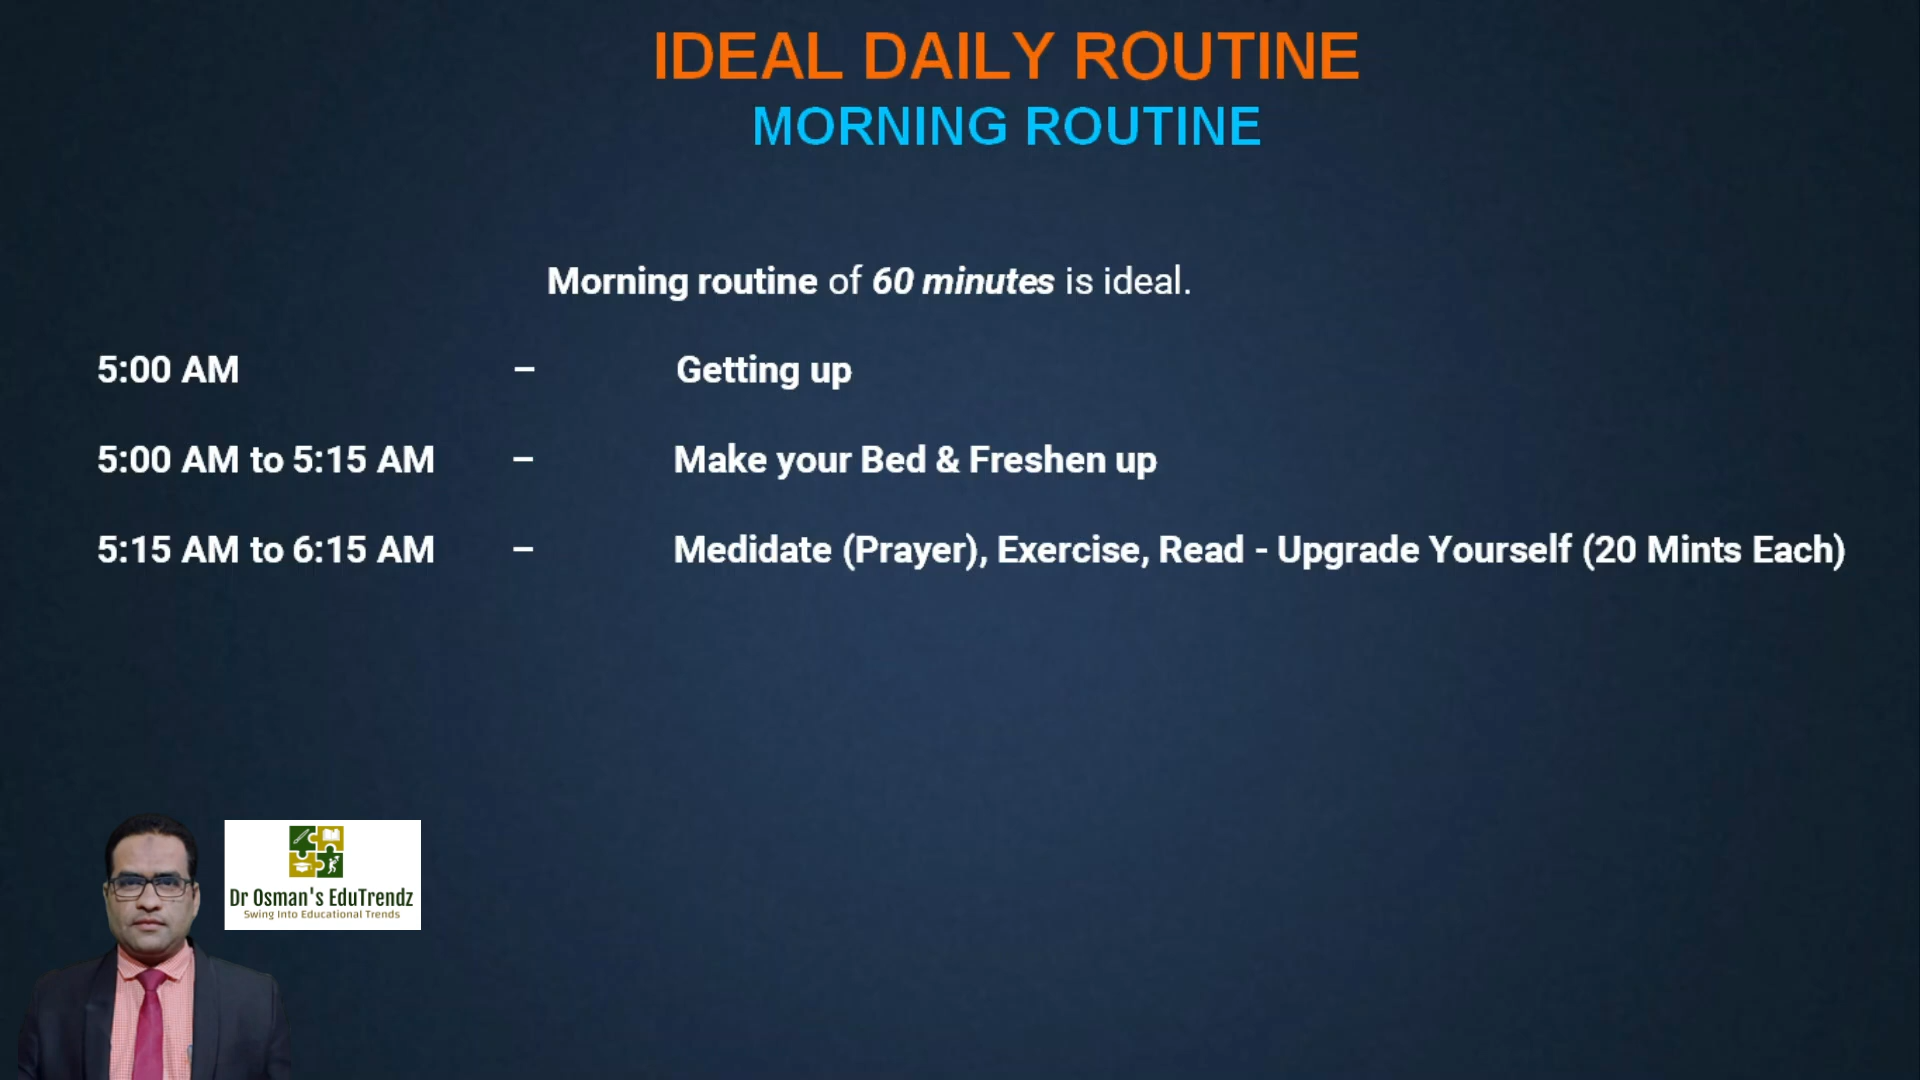 IDEAL DAILY ROUTINE
MORNING ROUTINE
Morning routine of 60 minutes is ideal.
5:00 AM – Getting up
5:00 AM to 5:15 AM – Make your Bed & Freshen up
5:15 AM to 6:15 AM – Medidate (Prayer), Exercise, Read - Upgrade Yourself (20 Mints Each)
Dr Osman's EduTrendz
Swing Into Educational Trends